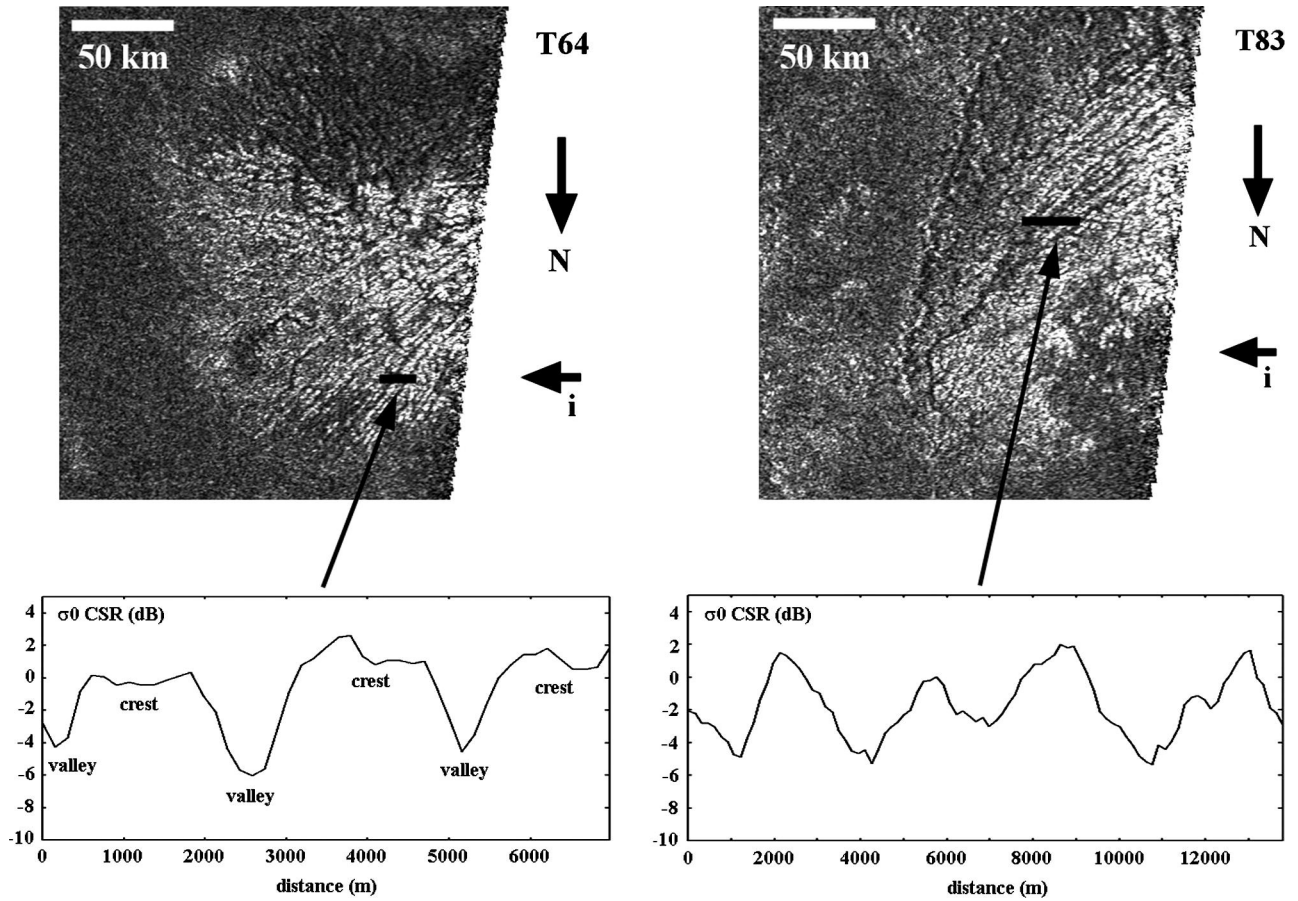 50 km
T64
N
i
50 km
T83
N
i
σ0 CSR (dB)
4
2
0
-2
-4
-6
-8
-10
crest
crest
crest
valley
valley
valley
0 1000 2000 3000 4000 5000 6000
distance (m)
σ0 CSR (dB)
4
2
0
-2
-4
-6
-8
-10
0 2000 4000 6000 8000 10000 12000
distance (m)